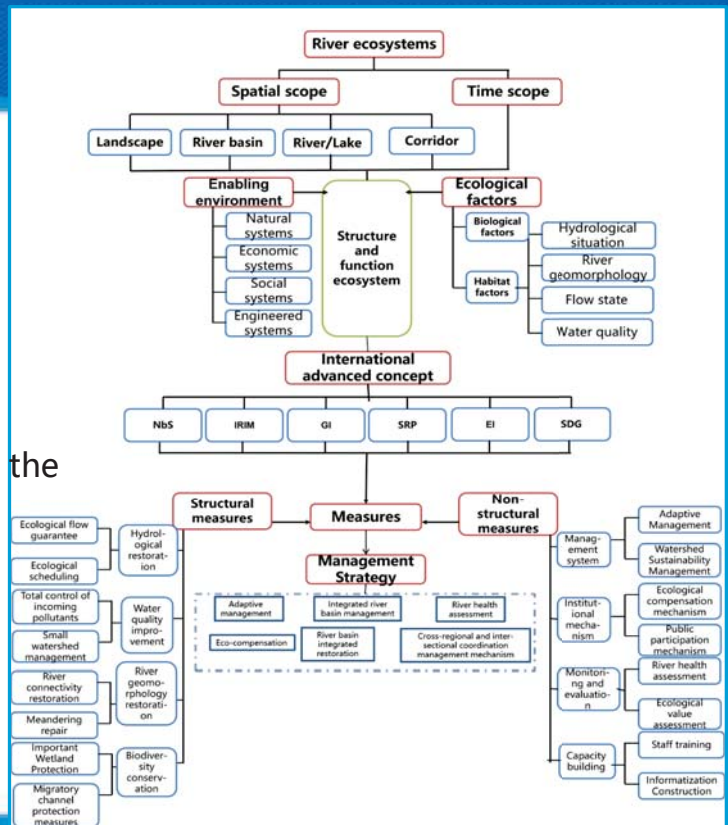 River ecosystems
Spatial scope
Time scope
Landscape
River basin
River/Lake
Corridor
Enabling
environment
Natural
systems
Economic
systems
Social
systems
Engineered
systems
Structure
and
function
ecosystem
Ecological
factors
Biological
factors
Habitat
factors
Hydrological
situation
River
geomorphology
Flow state
Water quality
International
advanced concept
NbS
IRIM
GI
SRP
EI
SDG
the
Structural
measures
Measures
Non-
structural
measures
Management
Strategy
Adaptive
management
Integrated river
basin management
River health
assessment
Eco-compensation
River basin
integrated
restoration
Cross-regional and inter-
sectional coordination
management mechanism
Ecological flow
guarantee
Ecological
scheduling
Hydrol-
ogical
restorat-
ion
Total control of
incoming
pollutants
Small
watershed
management
Water
quality
impro-
vement
River
connectivity
restoration
Meandering
repair
River
geomo-
rphology
restorati-
on
Important
Wetland
Protection
Migratory
channel
protection
measures
Biodiver-
sity
conserv-
ation
Manag-
ement
system
Adaptive
Management
Watershed
Sustainability
Management
Institut-
ional
mecha-
nism
Ecological
compensation
mechanism
Public
participation
mechanism
Monitori-
ng and
evaluatio-
n
River health
assessment
Ecological
value
assessment
Capacity
building
Staff training
Informatization
Construction